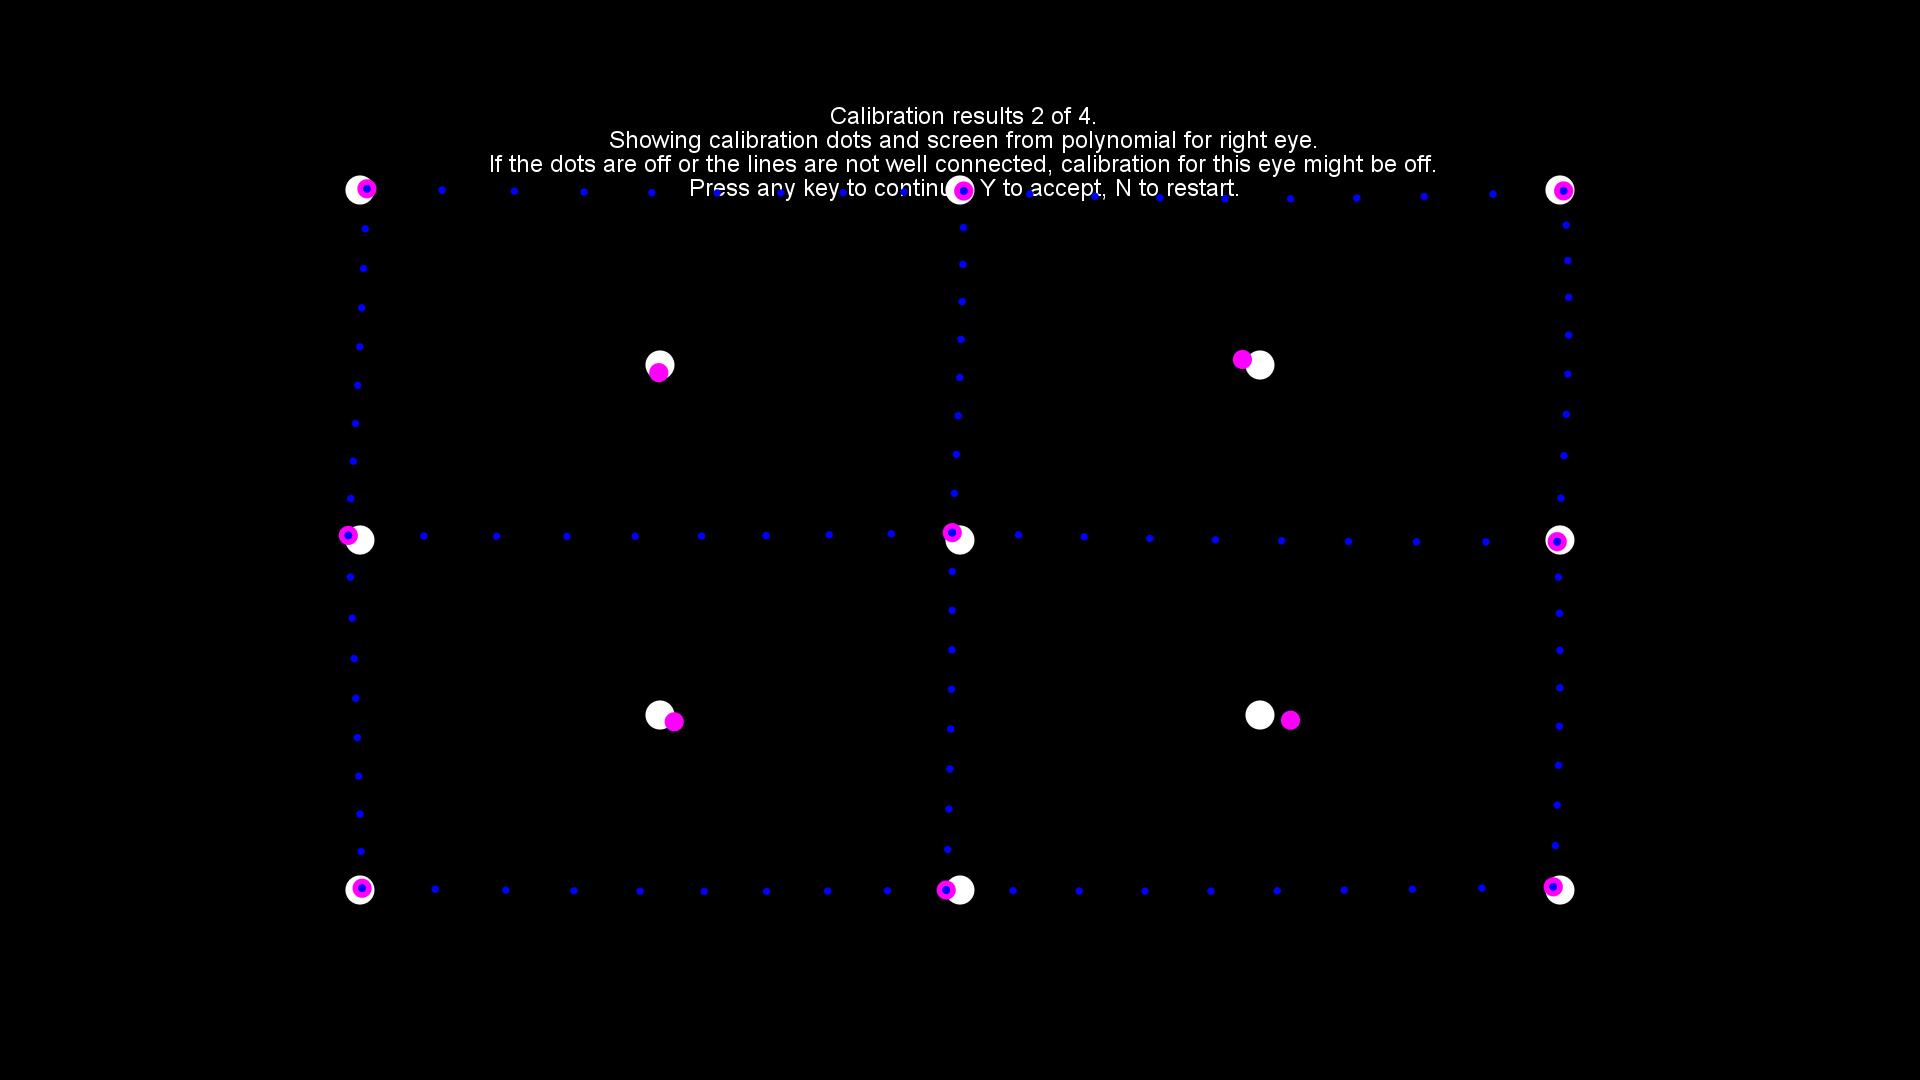 Calibration results 2 of 4.
Showing calibration dots and screen from polynomial for right eye.
If the dots are off or the lines are not well connected, calibration for this eye might be off.
Press any key to continu Y to accept, N to restart.